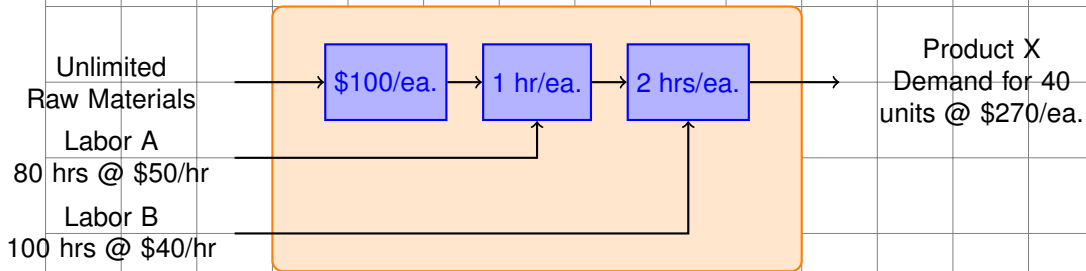 Unlimited
Raw Materials
$100/ea.
1 hr/ea.
2 hrs/ea.
Product X
Demand for 40
units @ $270/ea.
Labor A
80 hrs @ $50/hr
Labor B
100 hrs @ $40/hr